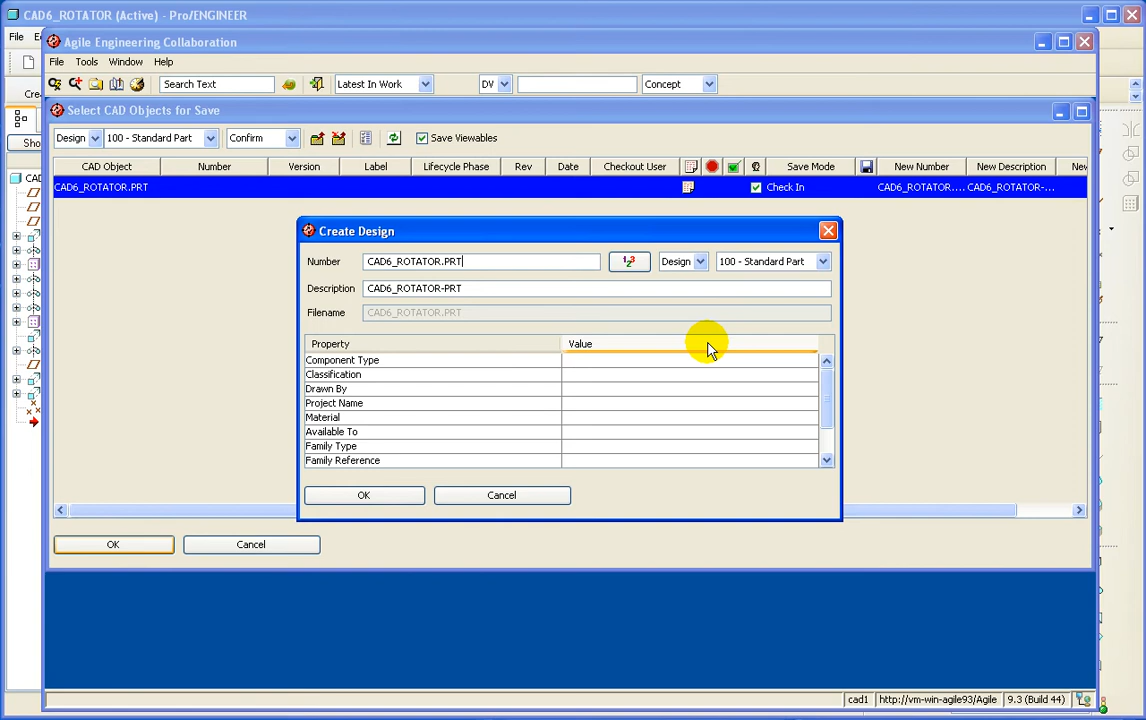 CAD6_ROTATOR (Active) - Pro/ENGINEER
File
Agile Engineering Collaboration
File Tools Window Help
Search Text Latest In Work DV Concept
Select CAD Objects for Save
Design 100 - Standard Part Confirm Save Viewables
CAD Object Number Version Label Lifecycle Phase Rev Date Checkout User Save Mode New Number New Description
CAD6_ROTATOR.PRT Check In CAD6_ROTATOR.... CAD6_ROTATOR-...
Create Design
Number CAD6_ROTATOR.PRT 123 Design 100 - Standard Part
Description CAD6_ROTATOR-PRT
Filename CAD6_ROTATOR.PRT
Property Value
Component Type
Classification
Drawn By
Project Name
Material
Available To
Family Type
Family Reference
OK Cancel
OK Cancel
cad1 http://vm-win-agile93/Agile 9.3 (Build 44)